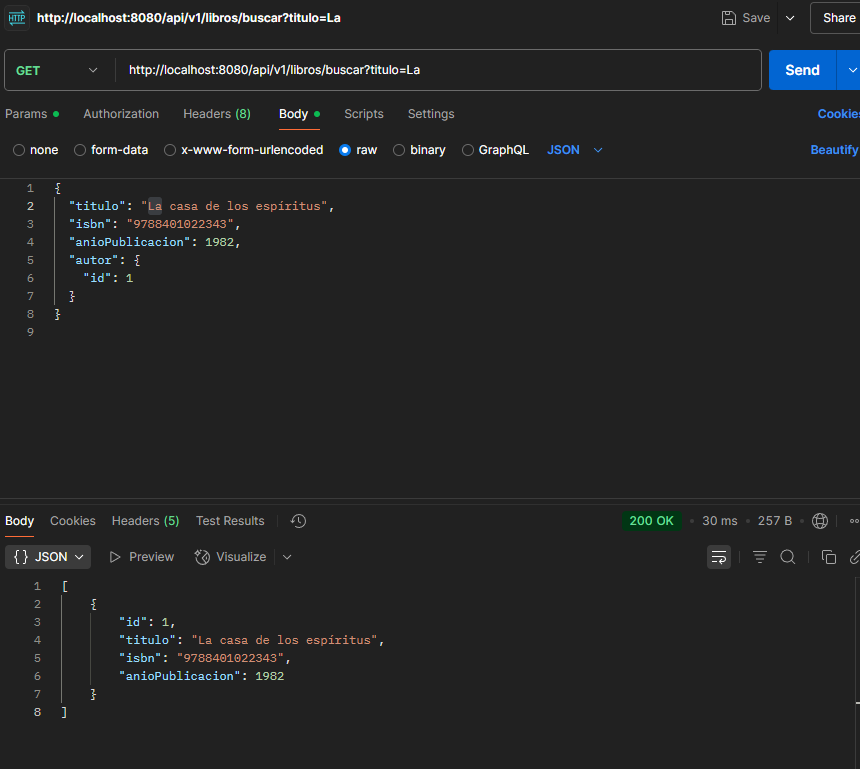 HTTP http://localhost:8080/api/v1/libros/buscar?titulo=La Save Share
GET http://localhost:8080/api/v1/libros/buscar?titulo=La Send
Params Authorization Headers (8) Body Scripts Settings Cookies
none form-data x-www-form-urlencoded raw binary GraphQL JSON Beautify
1 {
2 "titulo": "La casa de los espíritus",
3 "isbn": "9788401022343",
4 "anioPublicacion": 1982,
5 "autor": {
6 "id": 1
7 }
8 }
9
Body Cookies Headers (5) Test Results 200 OK • 30 ms • 257 B
{} JSON Preview Visualize
1 [
2 {
3 "id": 1,
4 "titulo": "La casa de los espíritus",
5 "isbn": "9788401022343",
6 "anioPublicacion": 1982
7 }
8 ]